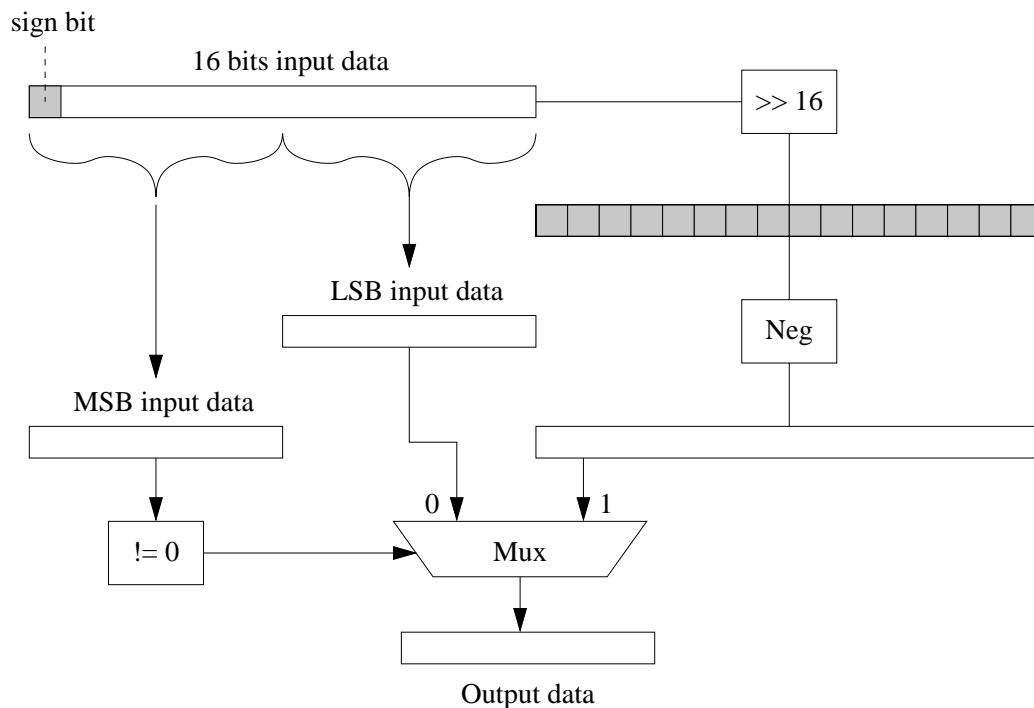 sign bit
16 bits input data
>> 16
LSB input data
Neg
MSB input data
0
1
!= 0
Mux
Output data